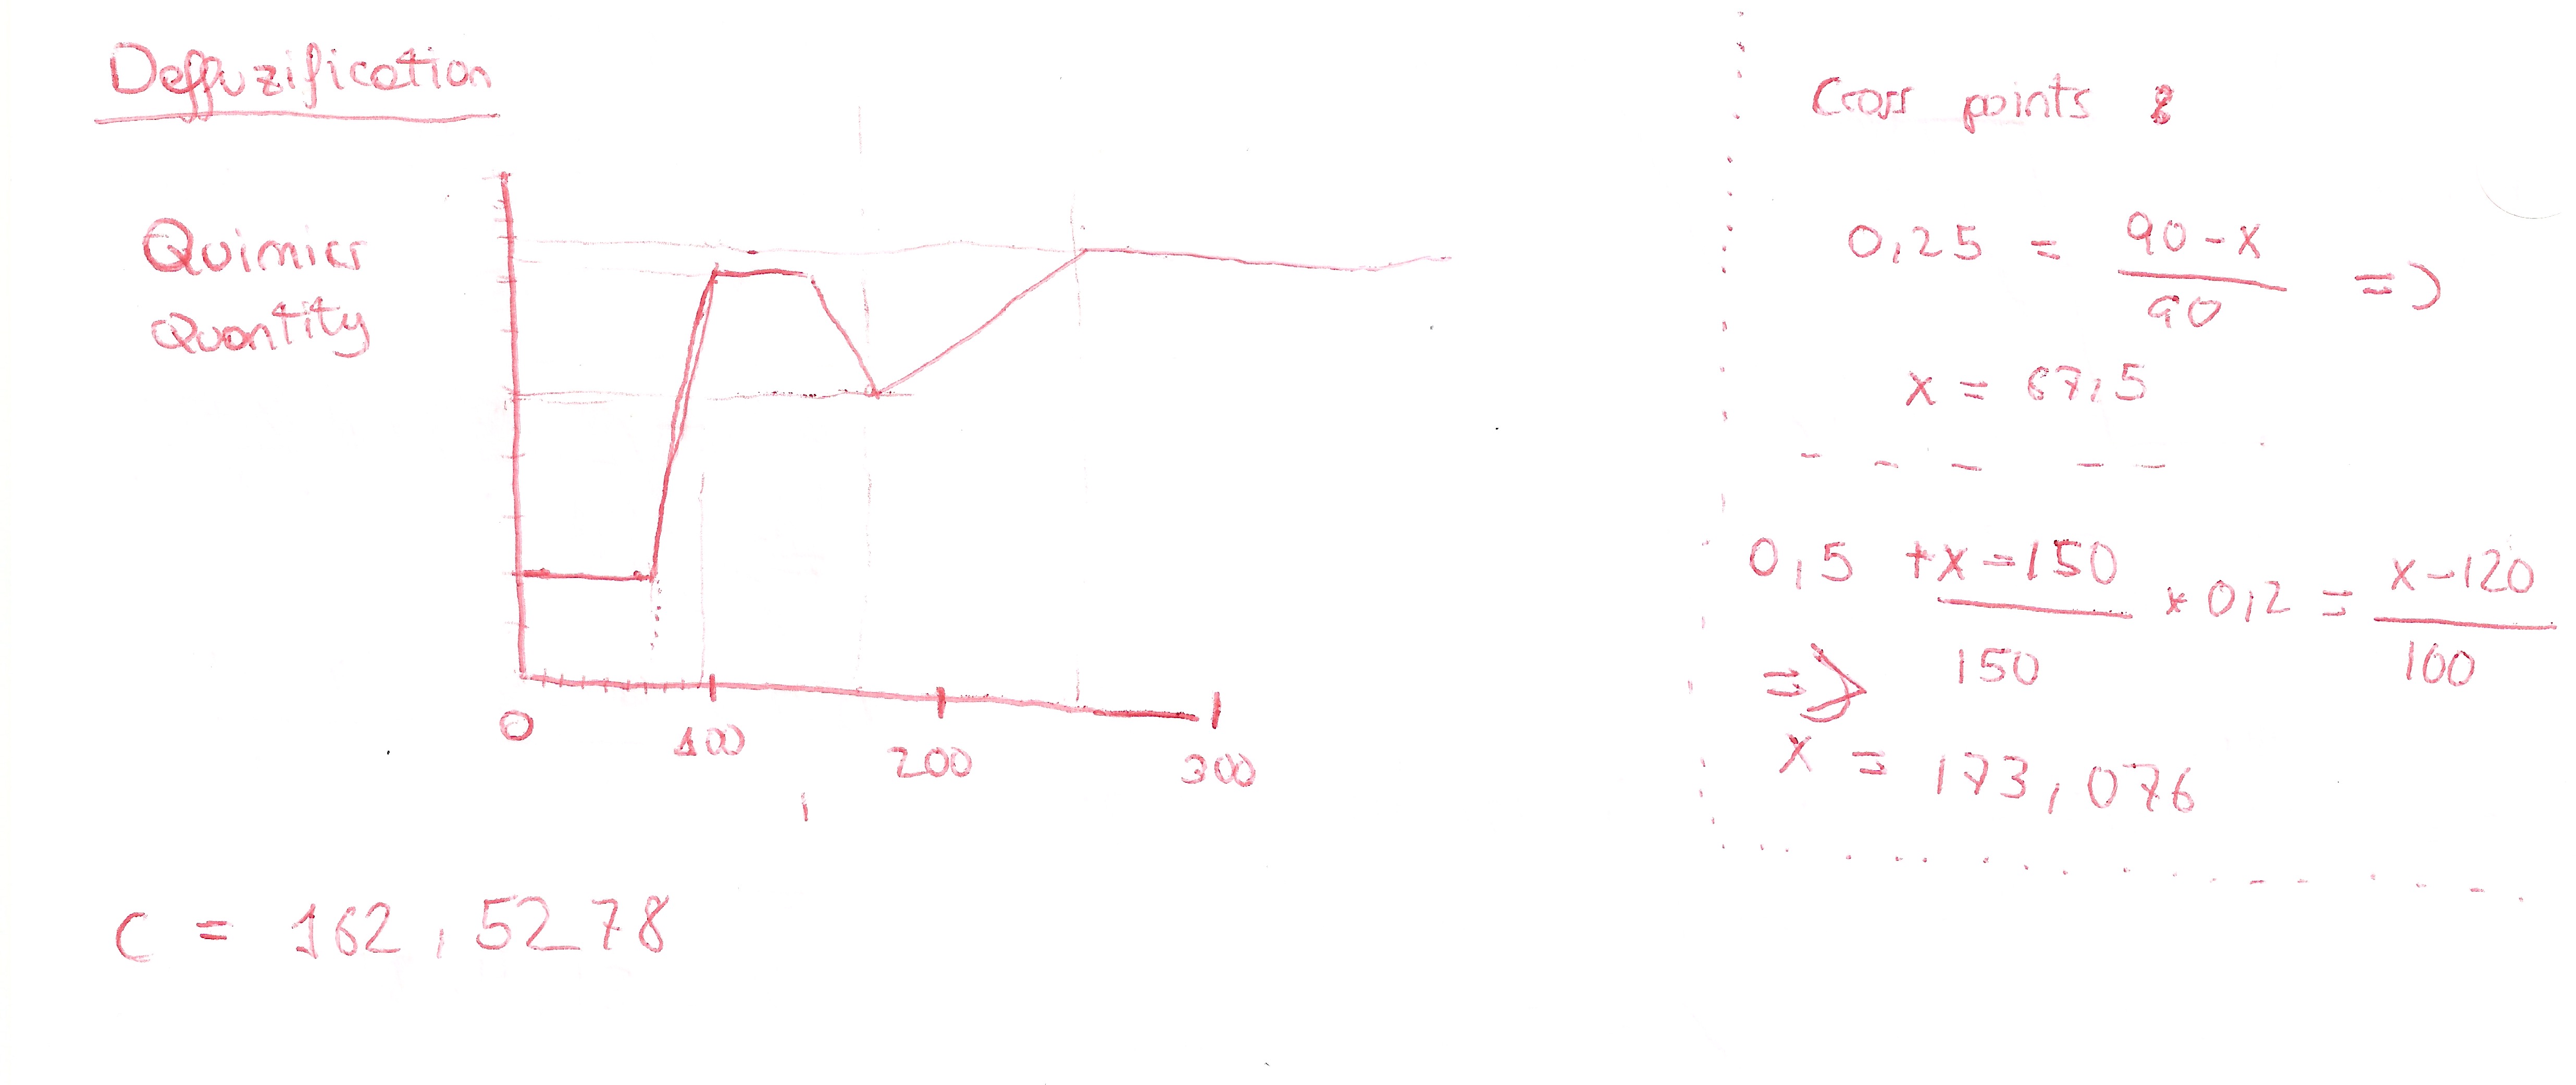 Deffuzification
Quimics
Quantity
0
100
200
300
C = 162,5278
Cross points :
0,25 = 90-x / 90 =>
x = 67,5
0,5 + x-150 / 150 * 0,2 = x-120 / 100
=>
x = 173,076